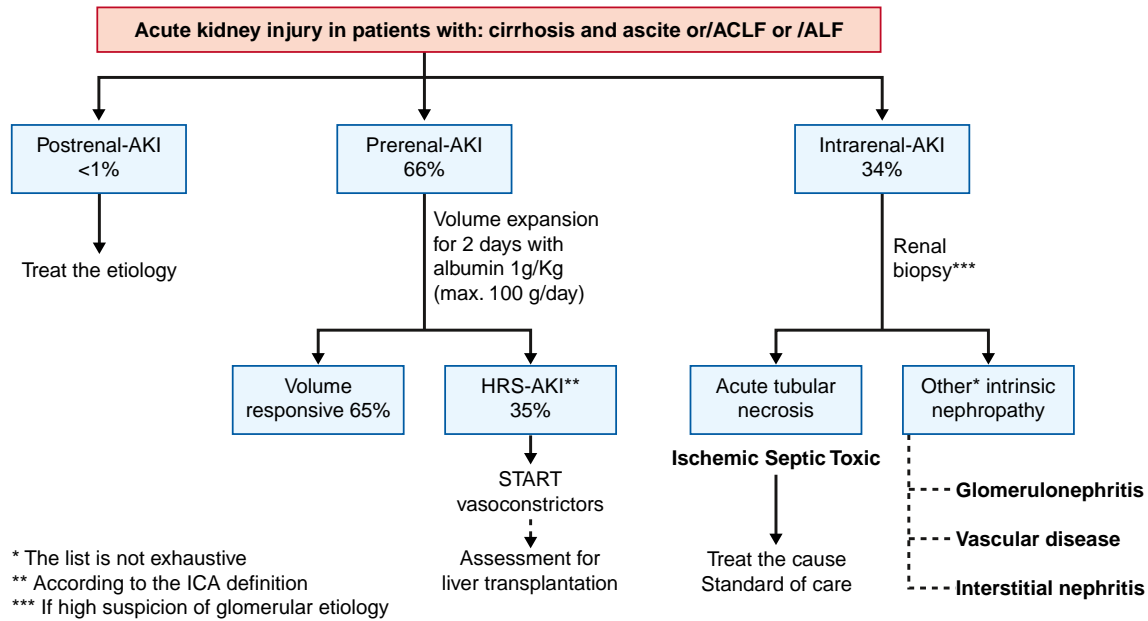 Acute kidney injury in patients with: cirrhosis and ascite or/ACLF or /ALF
Postrenal-AKI
<1%
Prerenal-AKI
66%
Intrarenal-AKI
34%
Treat the etiology
Volume expansion
for 2 days with
albumin 1g/Kg
(max. 100 g/day)
Renal
biopsy***
Volume
responsive 65%
HRS-AKI**
35%
Acute tubular
necrosis
Other* intrinsic
nephropathy
START
vasoconstrictors
Assessment for
liver transplantation
Ischemic Septic Toxic
Treat the cause
Standard of care
Glomerulonephritis
Vascular disease
Interstitial nephritis
* The list is not exhaustive
** According to the ICA definition
*** If high suspicion of glomerular etiology